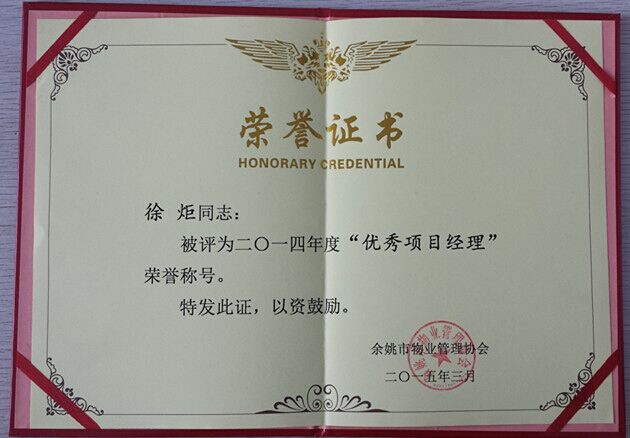 荣誉证书
HONORARY CREDENTIAL
徐 炬同志：
被评为二〇一四年度“优秀项目经理”
荣誉称号。
特发此证，以资鼓励。
余姚市物业管理协会
二〇一五年三月